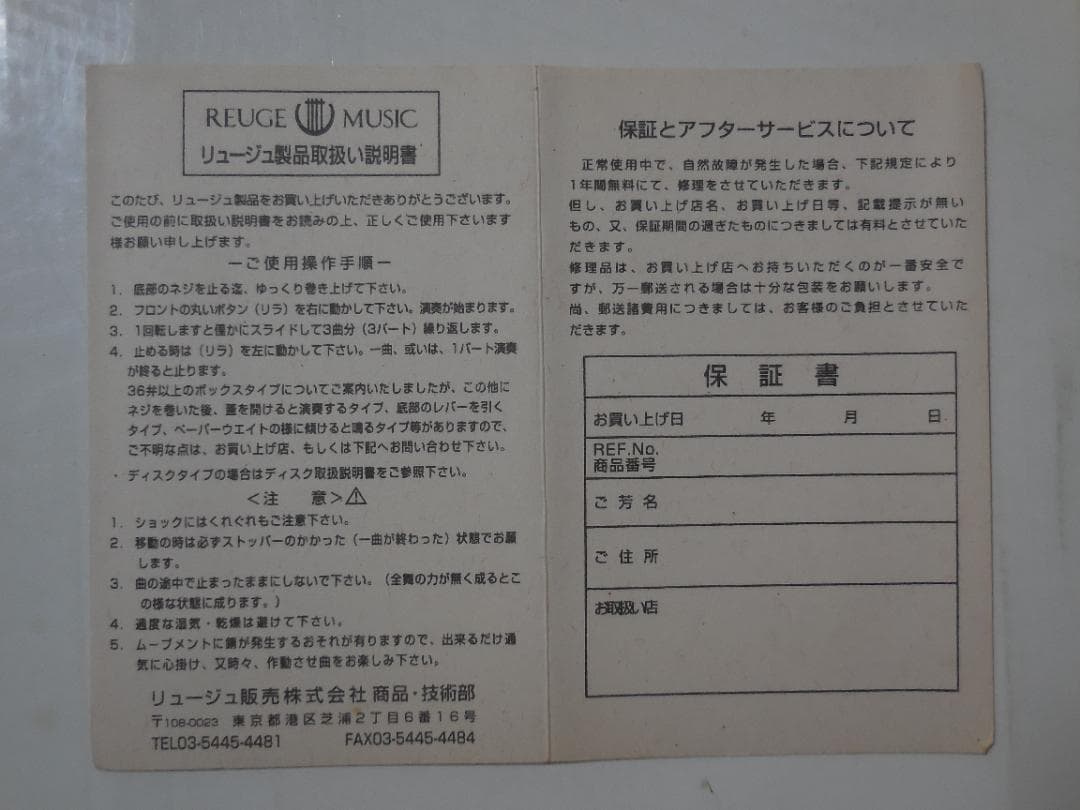 REUGE MUSIC
リュージュ製品取扱い説明書
このたび、リュージュ製品をお買い上げいただきありがとうございます。
ご使用の前に取扱い説明書をお読みの上、正しくご使用下さいます
様お願い申し上げます。
ーご使用操作手順ー
1. 底部のネジを止る迄、ゆっくり巻き上げて下さい。
2. フロントの丸いボタン（リラ）を右に動かして下さい。演奏が始まります。
3. 1回転しますと僅かにスライドして3曲分（3パート）繰り返します。
4. 止める時は（リラ）を左に動かして下さい。一曲、或いは、1パート演奏
が終ると止ります。
36弁以上のボックスタイプについてご案内いたしましたが、この他に
ネジを巻いた後、蓋を開けると演奏するタイプ、底部のレバーを引く
タイプ、ペーパーウエイトの様に傾けると鳴るタイプ等がありますので、
ご不明な点は、お買い上げ店、もしくは下記へお問い合わせ下さい。
・ディスクタイプの場合はディスク取扱説明書をご参照下さい。
＜注 意＞⚠
1. ショックにはくれぐれもご注意下さい。
2. 移動の時は必ずストッパーのかかった（一曲が終わった）状態でお願
します。
3. 曲の途中で止まったままにしないで下さい。（全舞の力が無く成るとこ
の様な状態に成ります。）
4. 過度な湿気・乾燥は避けて下さい。
5. ムーブメントに錆が発生するおそれが有りますので、出来るだけ通
気に心掛け、又時々、作動させ曲をお楽しみ下さい。
リュージュ販売株式会社 商品・技術部
〒108-0023 東京都港区芝浦2丁目6番16号
TEL03-5445-4481 FAX03-5445-4484
保証とアフターサービスについて
正常使用中で、自然故障が発生した場合、下記規定により
1年間無料にて、修理をさせていただきます。
但し、お買い上げ店名、お買い上げ日等、記載提示が無い
もの、又、保証期間の過ぎたものにつきましては有料とさせていた
だきます。
修理品は、お買い上げ店へお持ちいただくのが一番安全で
すが、万一郵送される場合は十分な包装をお願いします。
尚、郵送諸費用につきましては、お客様のご負担とさせていた
だきます。
保証書
お買い上げ日 年 月 日
REF.No.
商品番号
ご芳名
ご住所
お取扱い店